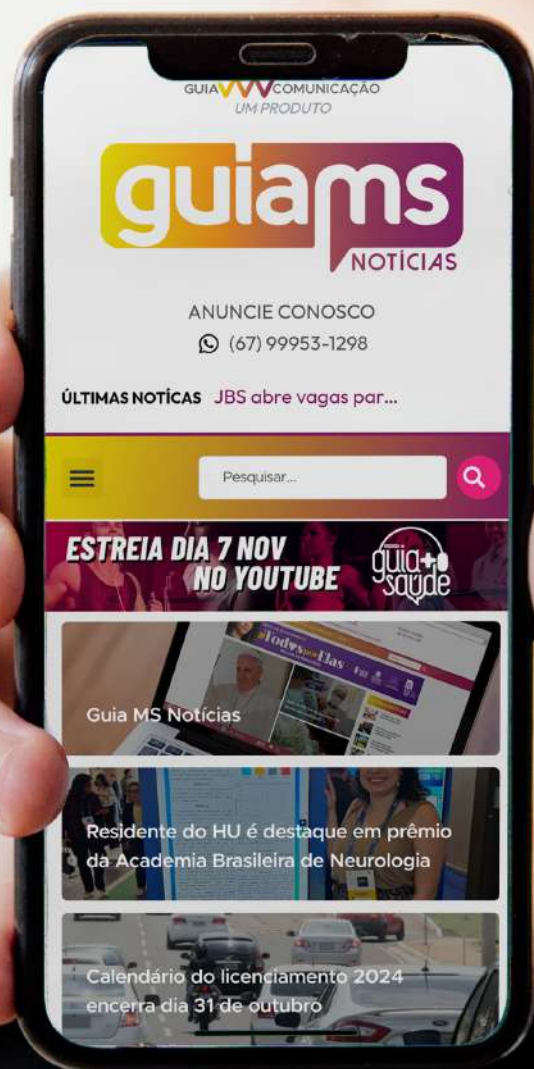 GUIA COMUNICAÇÃO
UM PRODUTO
guiams
NOTÍCIAS
ANUNCIE CONOSCO
(67) 99953-1298
ÚLTIMAS NOTÍCAS JBS abre vagas par...
Pesquisar...
ESTREIA DIA 7 NOV
NO YOUTUBE
guia+
saúde
#TodosporElas
Guia MS Notícias
Residente do HU é destaque em prêmio
da Academia Brasileira de Neurologia
Calendário do licenciamento 2024
encerra dia 31 de outubro